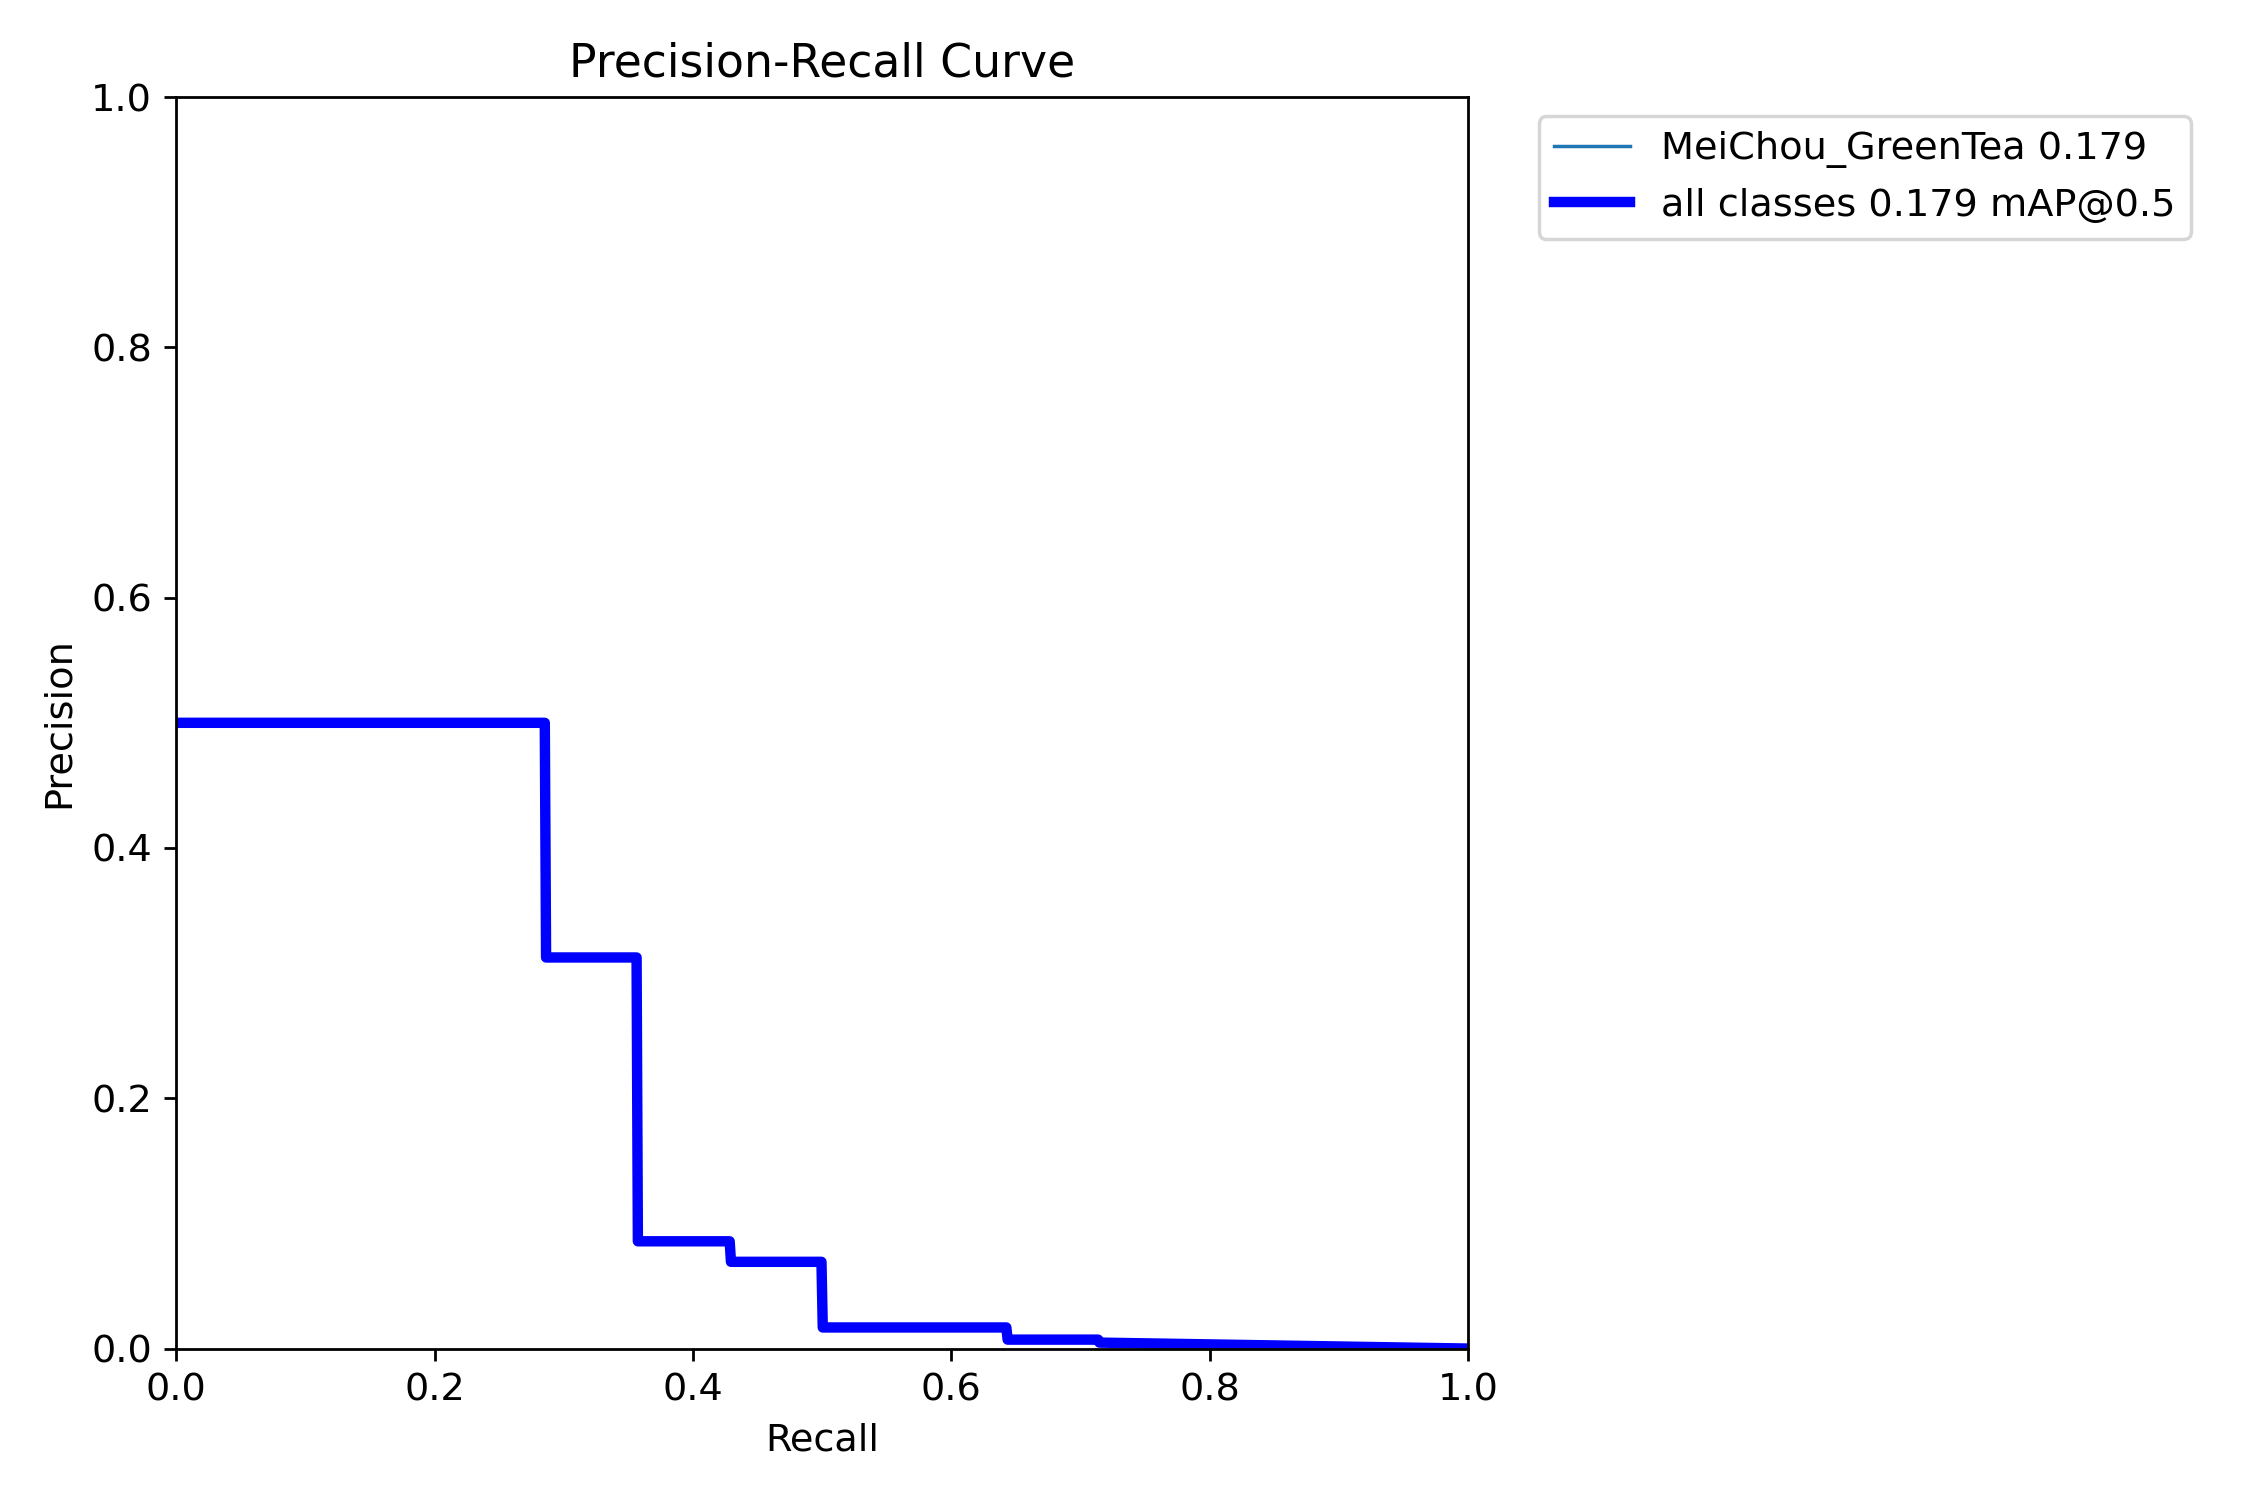 Precision-Recall Curve
1.0
0.8
0.6
0.4
0.2
0.0
Precision
0.0 0.2 0.4 0.6 0.8 1.0
Recall
MeiChou_GreenTea 0.179
all classes 0.179 mAP@0.5